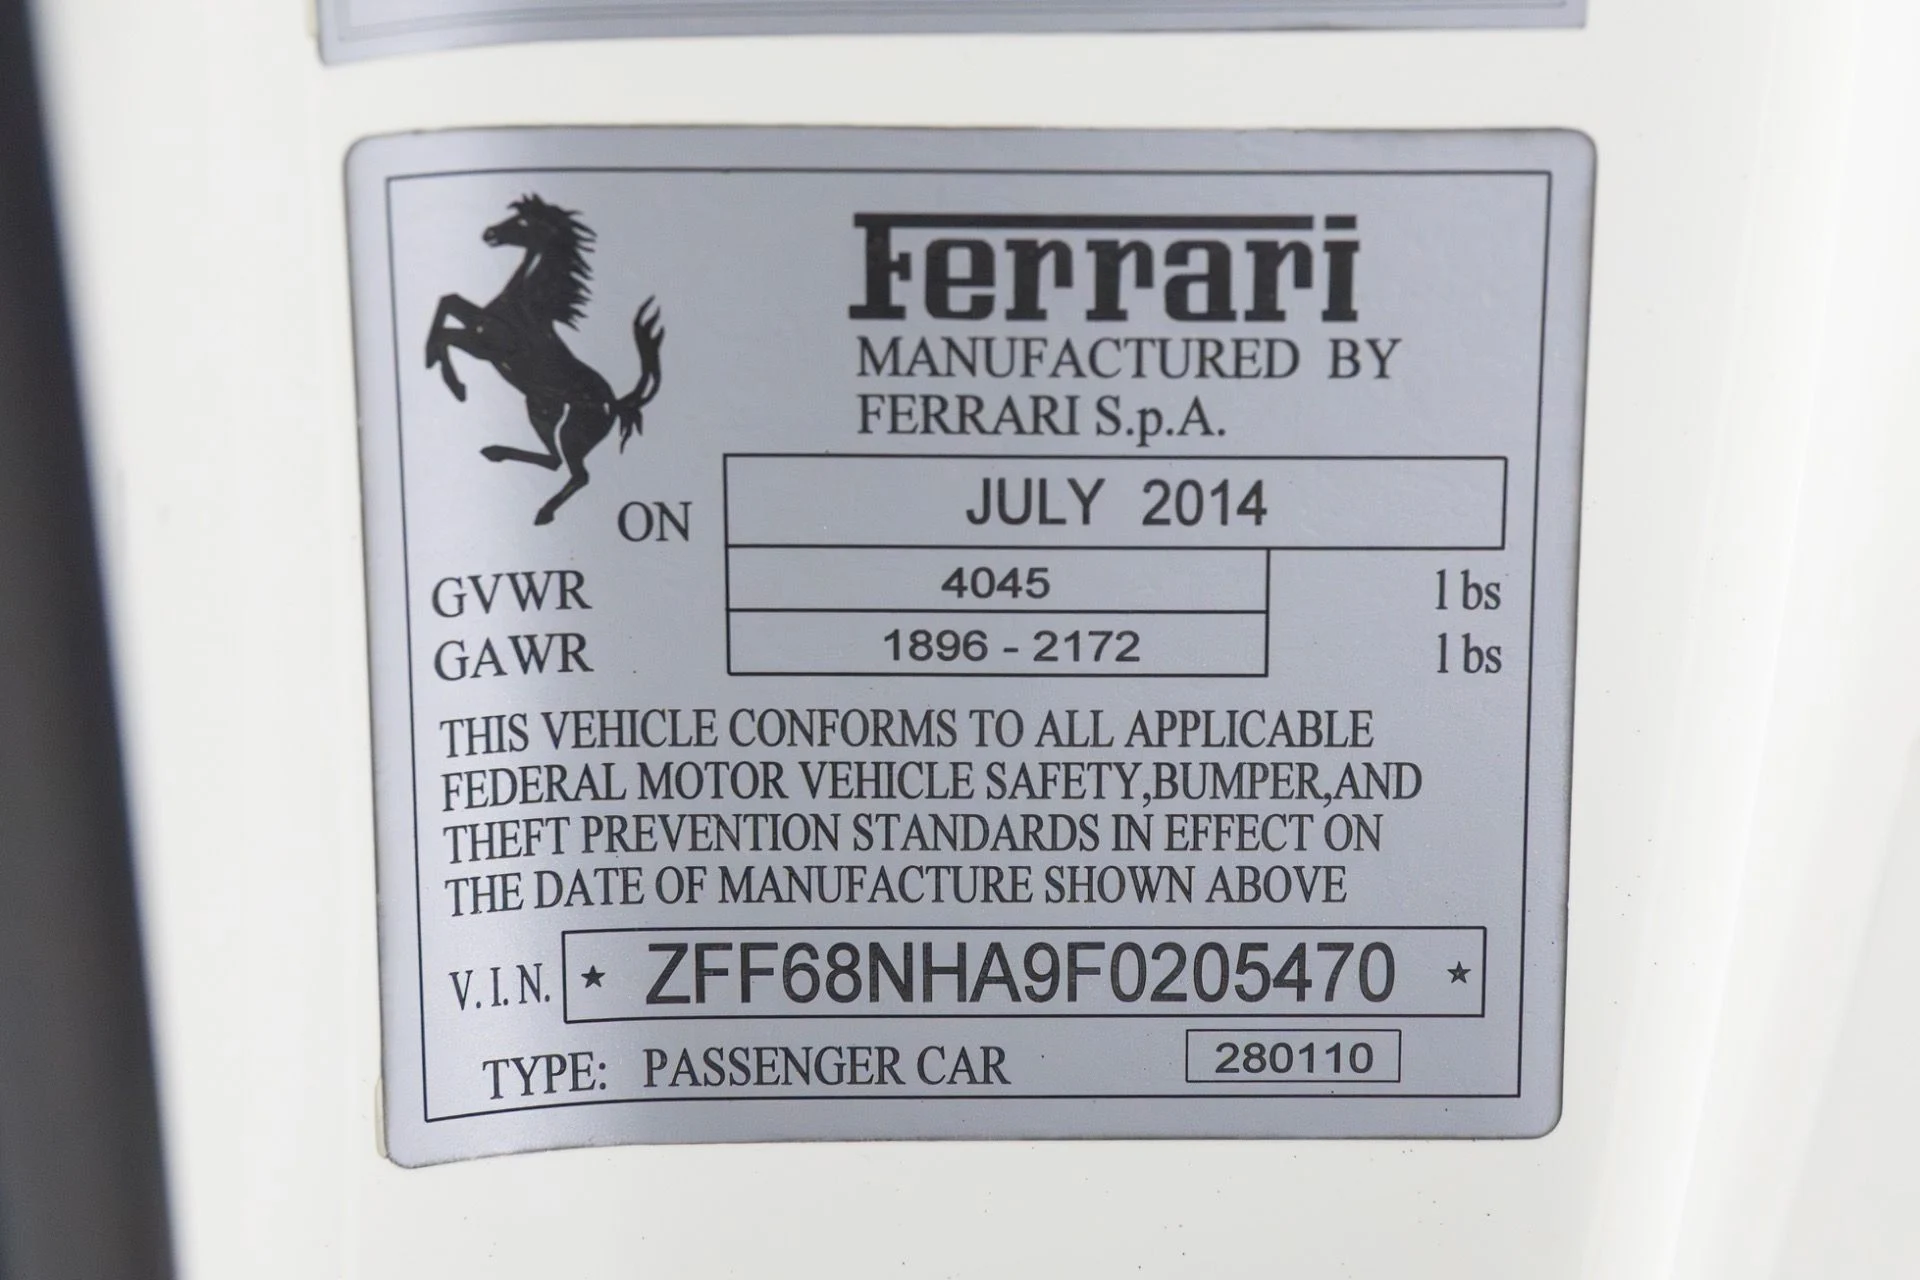 Ferrari
MANUFACTURED BY
FERRARI S.p.A.
ON JULY 2014
GVWR 4045 lbs
GAWR 1896 - 2172 lbs
THIS VEHICLE CONFORMS TO ALL APPLICABLE
FEDERAL MOTOR VEHICLE SAFETY,BUMPER,AND
THEFT PREVENTION STANDARDS IN EFFECT ON
THE DATE OF MANUFACTURE SHOWN ABOVE
V.I.N. ★ ZFF68NHA9F0205470 ★
TYPE: PASSENGER CAR 280110